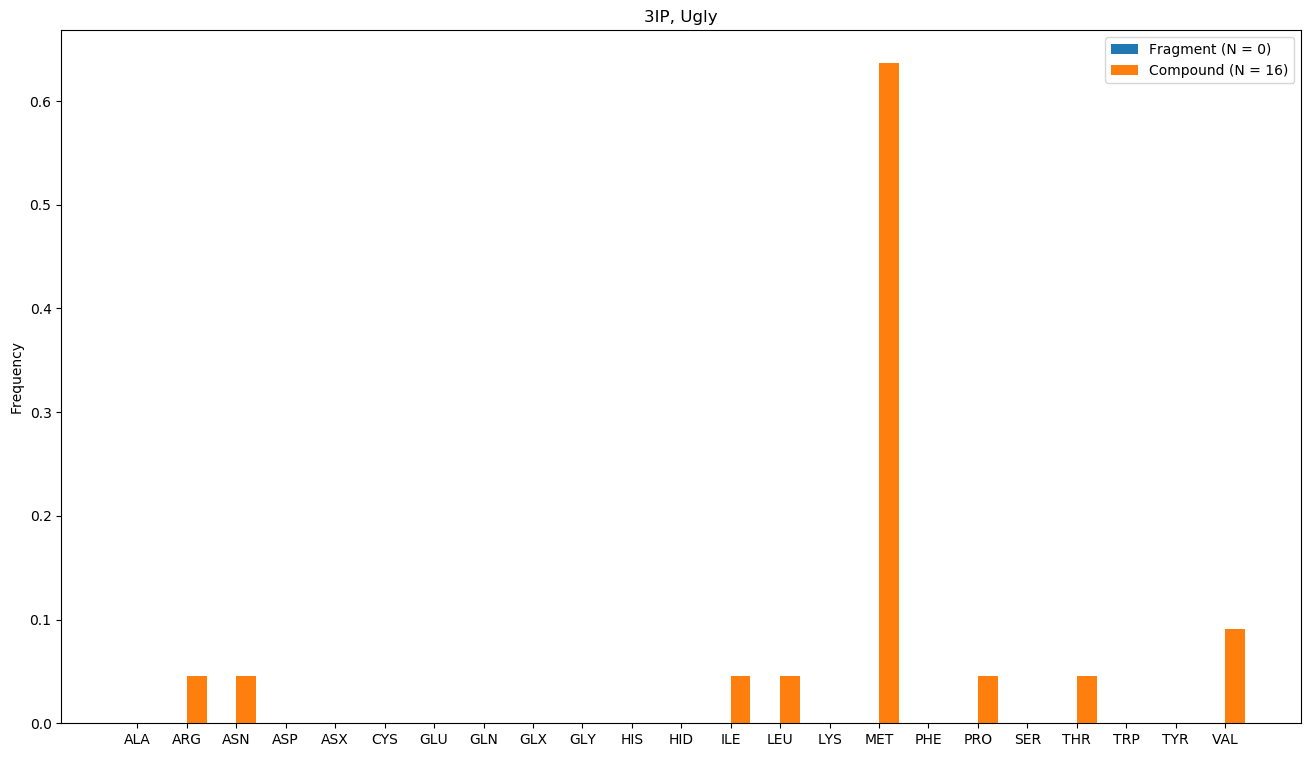 3IP, Ugly
Fragment (N = 0)
Compound (N = 16)
Frequency
0.6
0.5
0.4
0.3
0.2
0.1
0.0
ALA ARG ASN ASP ASX CYS GLU GLN GLX GLY HIS HID ILE LEU LYS MET PHE PRO SER THR TRP TYR VAL